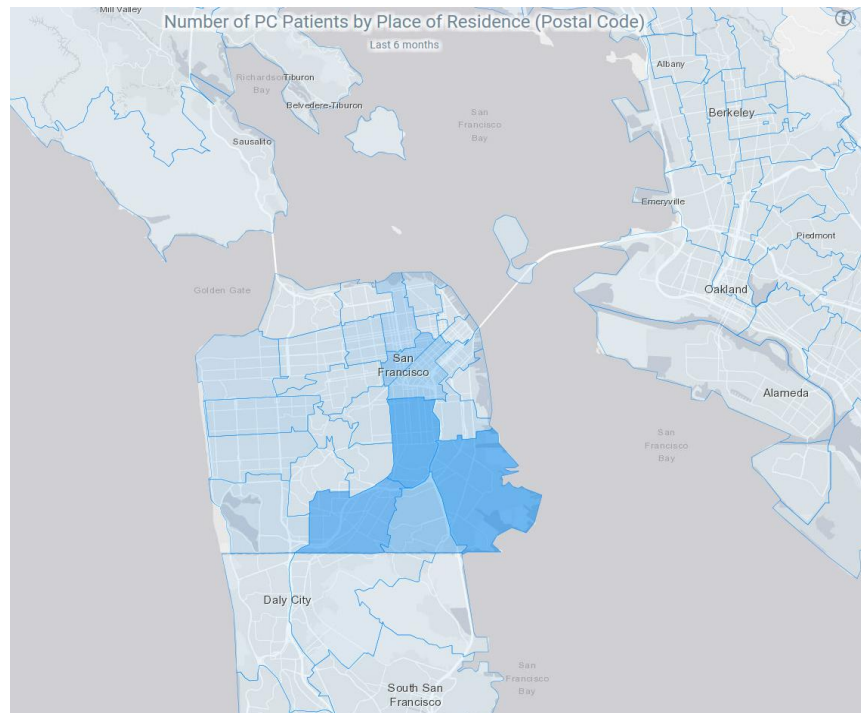 Mill Valley
Number of PC Patients by Place of Residence (Postal Code)
i
Last 6 months
Richardson
Bay
Tiburon
Belvedere-Tiburon
Albany
San
Francisco
Bay
Berkeley
Sausalito
Emeryville
Piedmont
Golden Gate
Oakland
San
Francisco
Alameda
San
Francisco
Bay
Daly City
San
Francisco
Bay
South San
Francisco